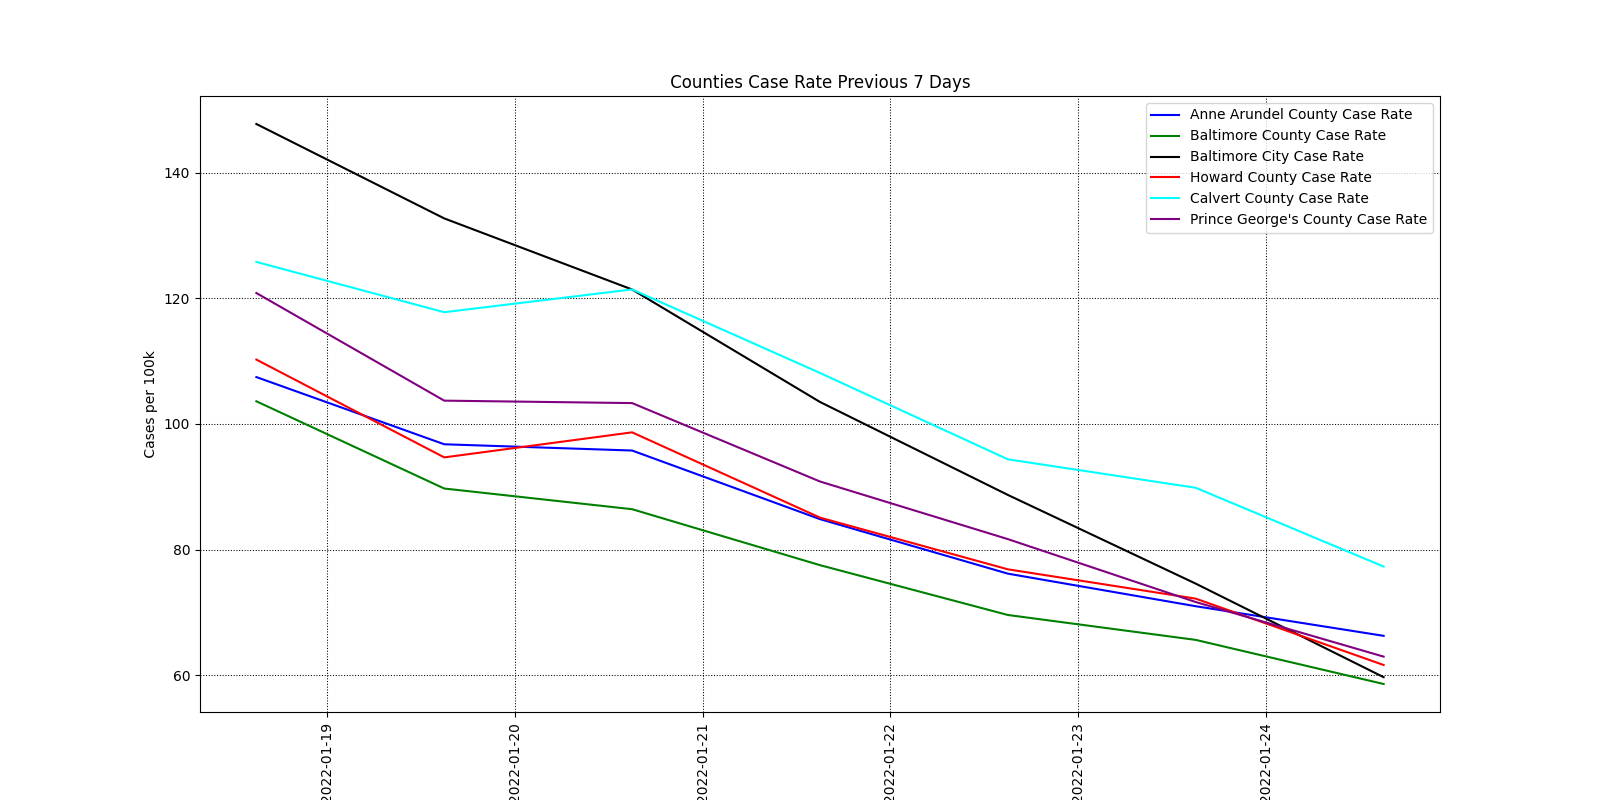 Counties Case Rate Previous 7 Days
Anne Arundel County Case Rate
Baltimore County Case Rate
Baltimore City Case Rate
Howard County Case Rate
Calvert County Case Rate
Prince George's County Case Rate
Cases per 100k
140
120
100
80
60
2022-01-19
2022-01-20
2022-01-21
2022-01-22
2022-01-23
2022-01-24